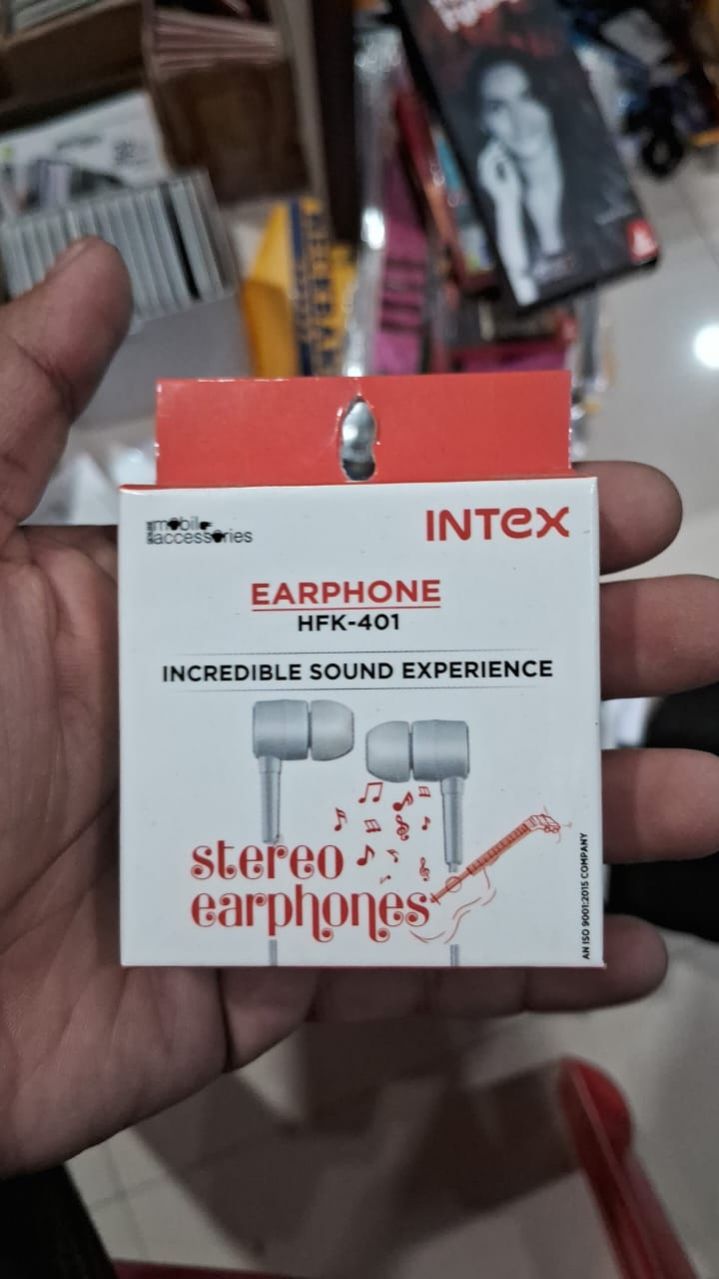 mobile
accessories
INTEX
EARPHONE
HFK-401
INCREDIBLE SOUND EXPERIENCE
stereo
earphones
AN ISO 9001:2015 COMPANY